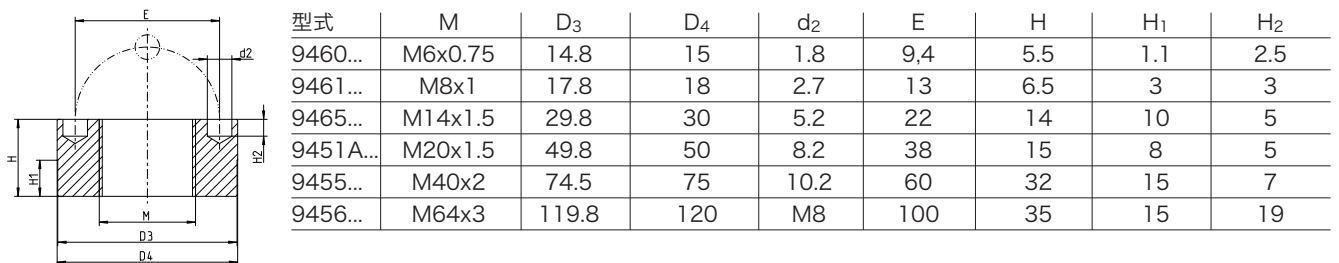 E
d2
H
H1
H2
M
D3
D4
型式 M D3 D4 d2 E H H1 H2
9460... M6x0.75 14.8 15 1.8 9,4 5.5 1.1 2.5
9461... M8x1 17.8 18 2.7 13 6.5 3 3
9465... M14x1.5 29.8 30 5.2 22 14 10 5
9451A... M20x1.5 49.8 50 8.2 38 15 8 5
9455... M40x2 74.5 75 10.2 60 32 15 7
9456... M64x3 119.8 120 M8 100 35 15 19